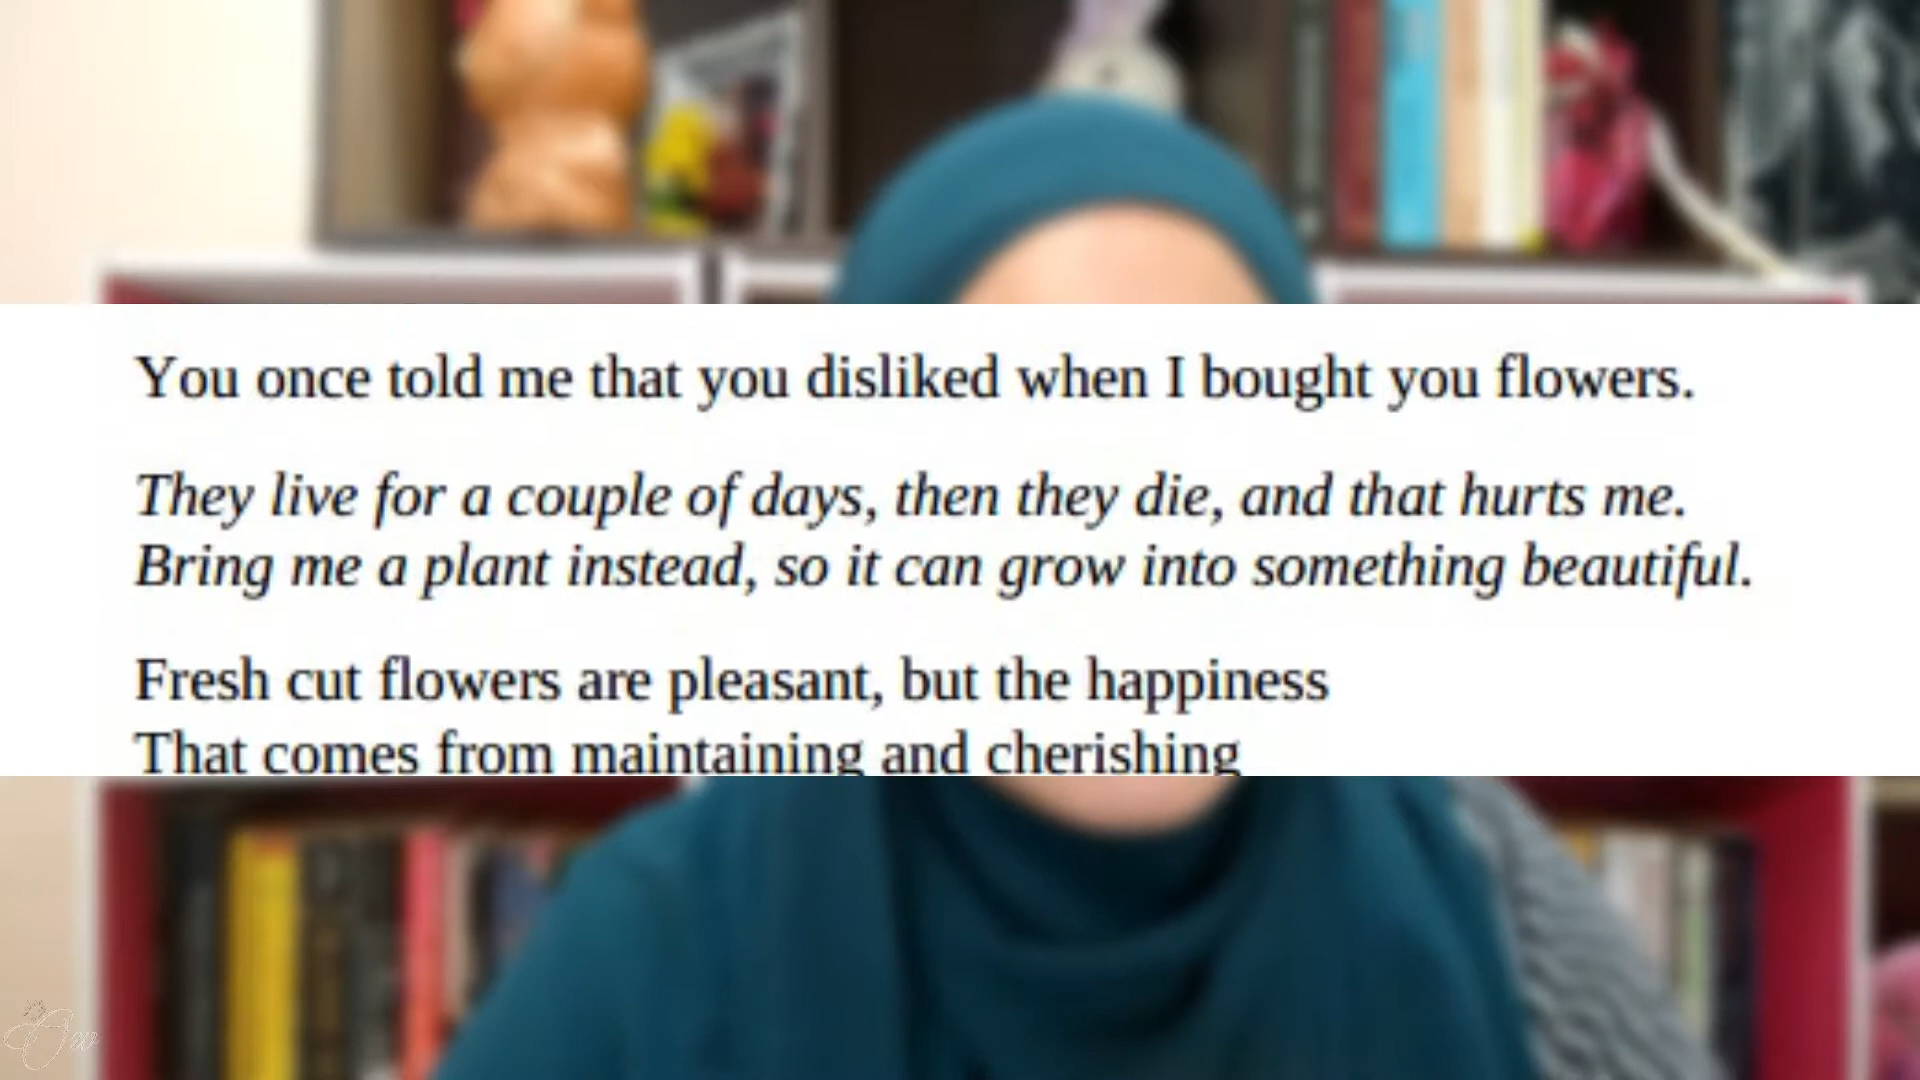 You once told me that you disliked when I bought you flowers.
They live for a couple of days, then they die, and that hurts me.
Bring me a plant instead, so it can grow into something beautiful.
Fresh cut flowers are pleasant, but the happiness
That comes from maintaining and cherishing